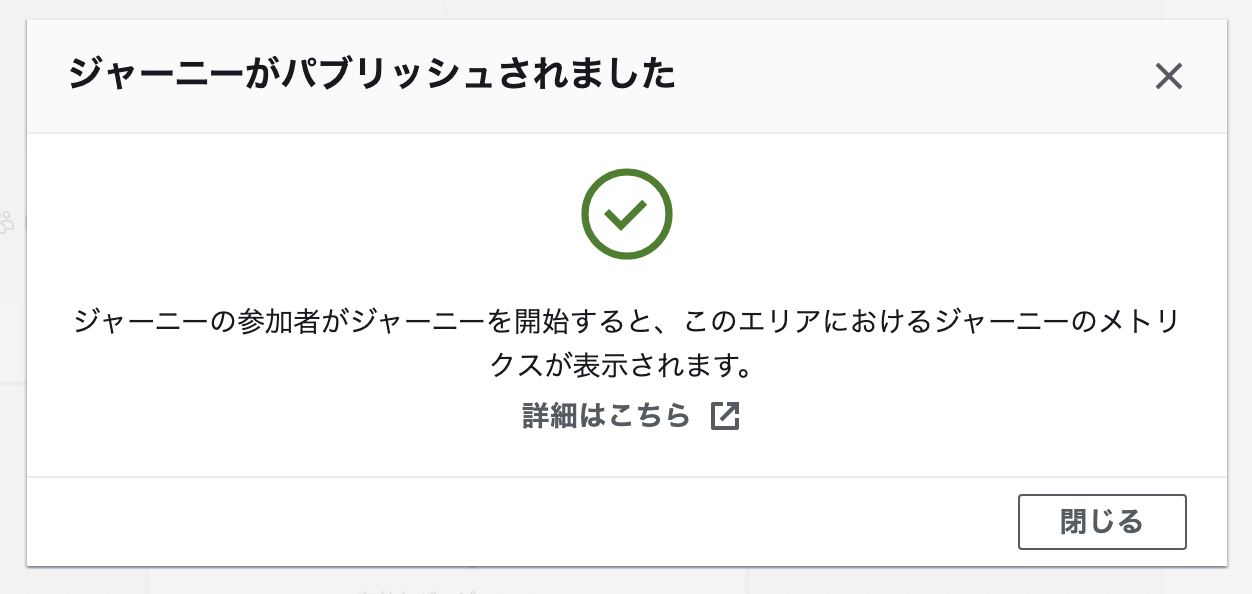 ジャーニーがパブリッシュされました
ジャーニーの参加者がジャーニーを開始すると、このエリアにおけるジャーニーのメトリ
クスが表示されます。
詳細はこちら
閉じる